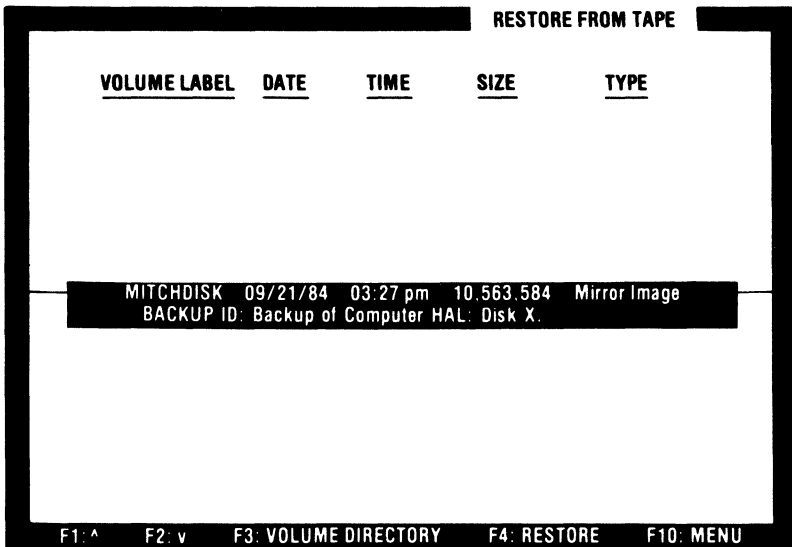 RESTORE FROM TAPE
VOLUME LABEL DATE TIME SIZE TYPE
MITCHDISK 09/21/84 03:27 pm 10,563,584 Mirror Image
BACKUP ID: Backup of Computer HAL: Disk X.
F1: ^ F2: v F3: VOLUME DIRECTORY F4: RESTORE F10: MENU